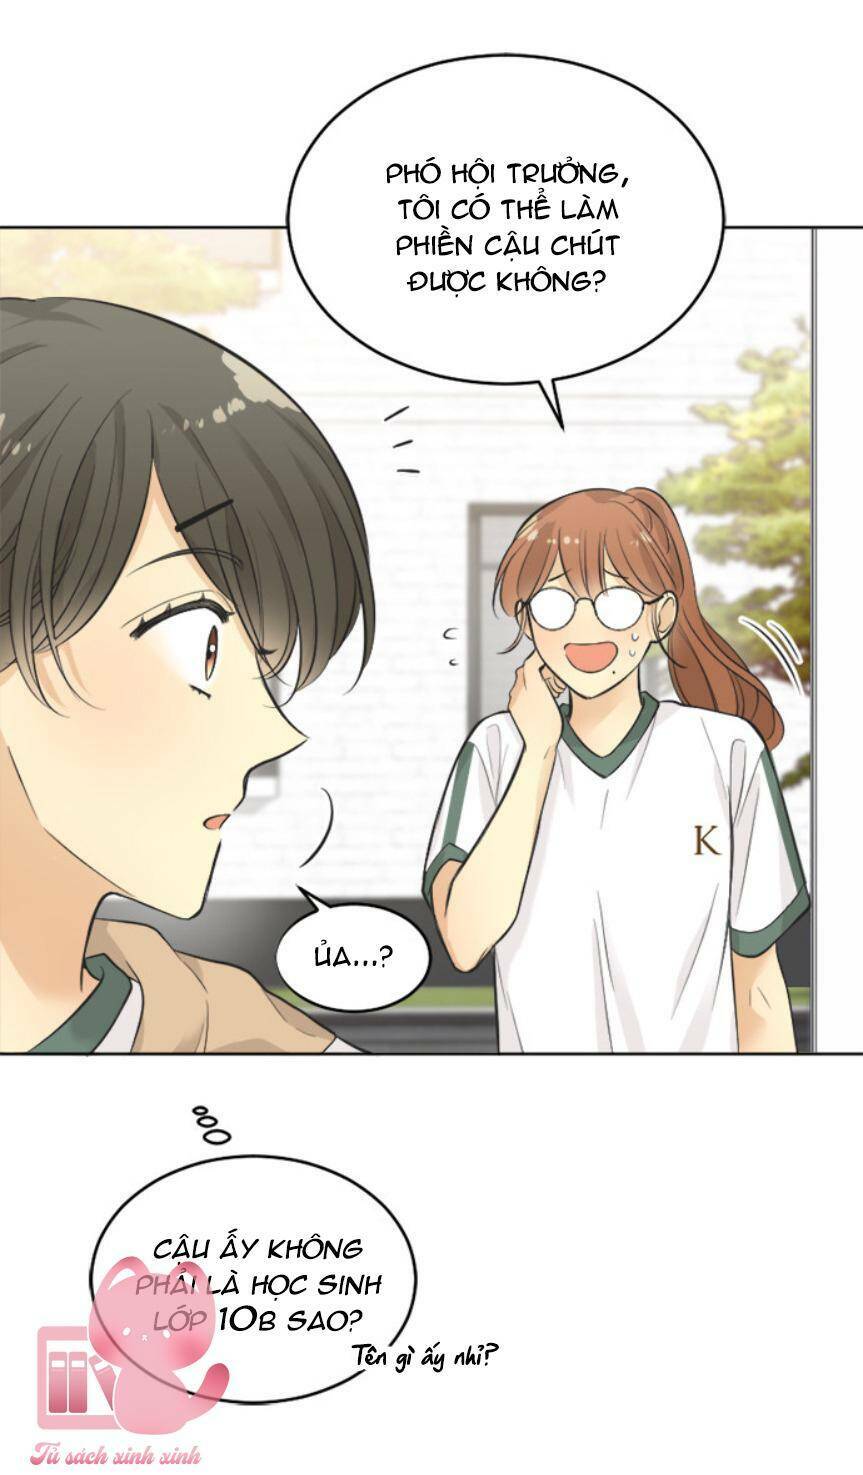 PHÓ HỘI TRƯỞNG,
TÔI CÓ THỂ LÀM
PHIỀN CẬU CHÚT
ĐƯỢC KHÔNG?
K
ỦA...?
CẬU ẤY KHÔNG
PHẢI LÀ HỌC SINH
LỚP 10B SAO?
Tên gì ấy nhỉ?
Tủ sách xinh xinh